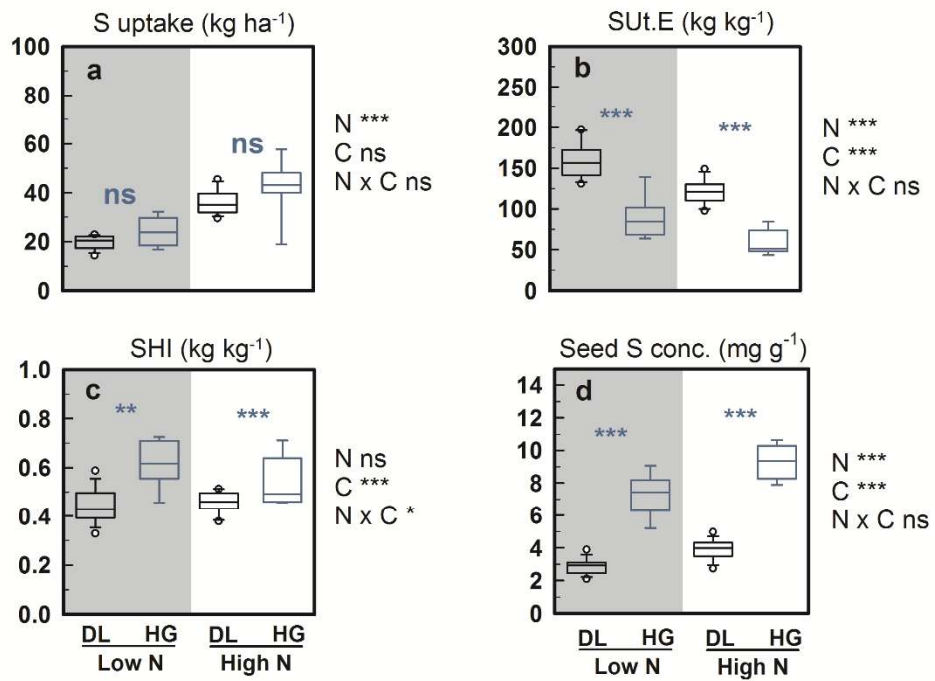 S uptake (kg ha⁻¹)
100
80
60
40
20
0
a
ns
ns
N ***
C ns
N x C ns
SUt.E (kg kg⁻¹)
300
250
200
150
100
50
0
b
***
***
N ***
C ***
N x C ns
SHI (kg kg⁻¹)
1.0
0.8
0.6
0.4
0.2
0.0
c
**
***
N ns
C ***
N x C *
DL HG DL HG
Low N High N
Seed S conc. (mg g⁻¹)
14
12
10
8
6
4
2
0
d
***
***
N ***
C ***
N x C ns
DL HG DL HG
Low N High N